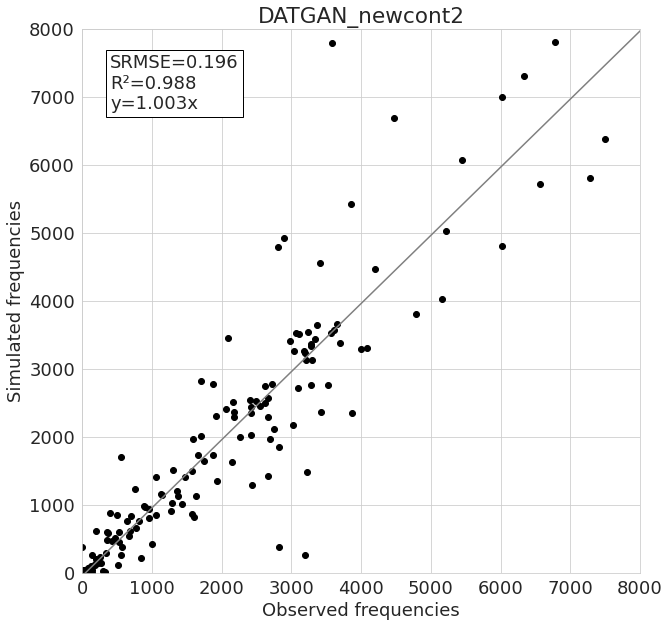 DATGAN_newcont2
SRMSE=0.196
R²=0.988
y=1.003x
8000
7000
6000
5000
4000
3000
2000
1000
0
Simulated frequencies
0 1000 2000 3000 4000 5000 6000 7000 8000
Observed frequencies